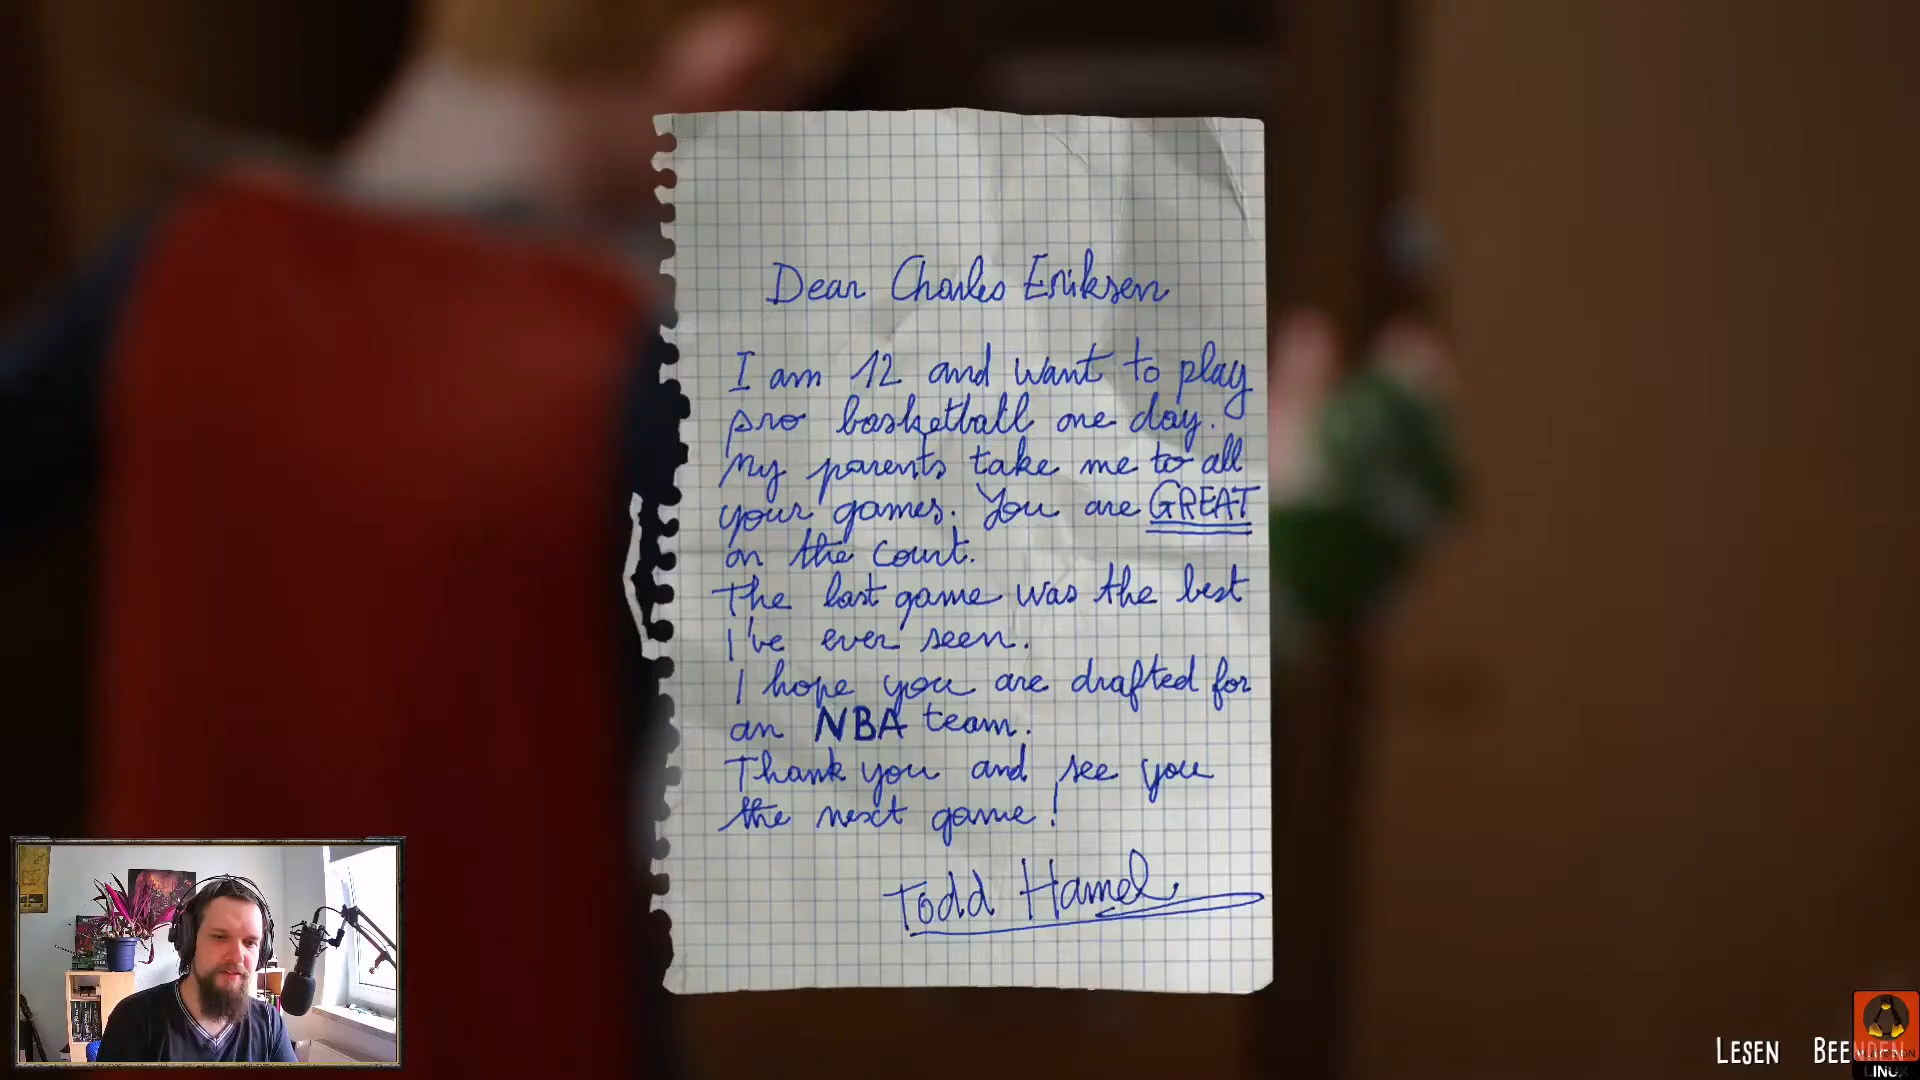 Dear Charles Eriksen
I am 12 and want to play
pro basketball one day.
My parents take me to all
your games. You are GREAT
on the court.
The last game was the best
I've ever seen.
I hope you are drafted for
an NBA team.
Thank you and see you
the next game!
Todd Hamel
LESEN BEENDEN
LINUX